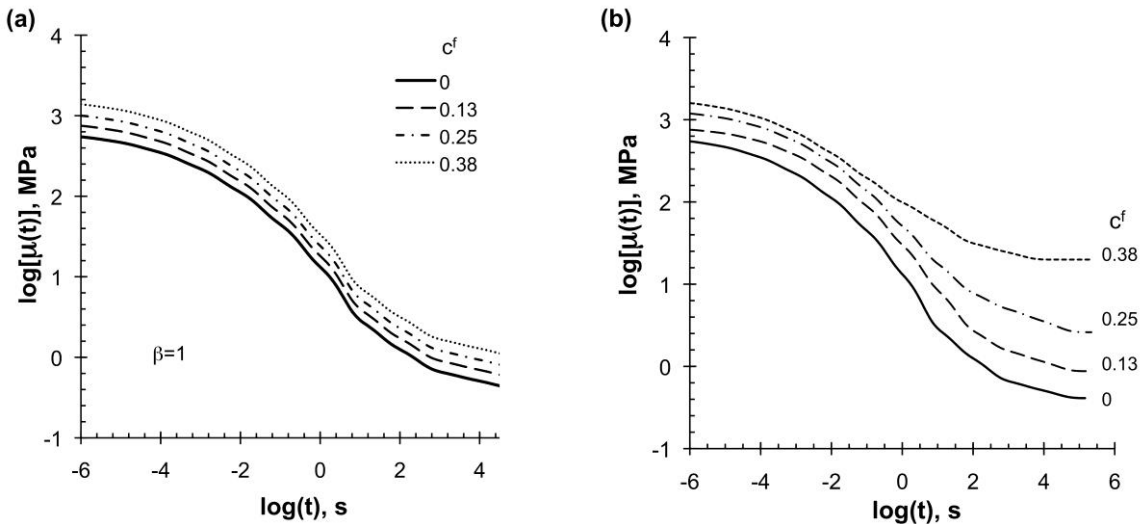 (a)
4
3
2
1
0
-1
log[μ(t)], MPa
c^f
0
0.13
0.25
0.38
β=1
-6 -4 -2 0 2 4
log(t), s
(b)
4
3
2
1
0
-1
log[μ(t)], MPa
c^f
0.38
0.25
0.13
0
-6 -4 -2 0 2 4 6
log(t), s